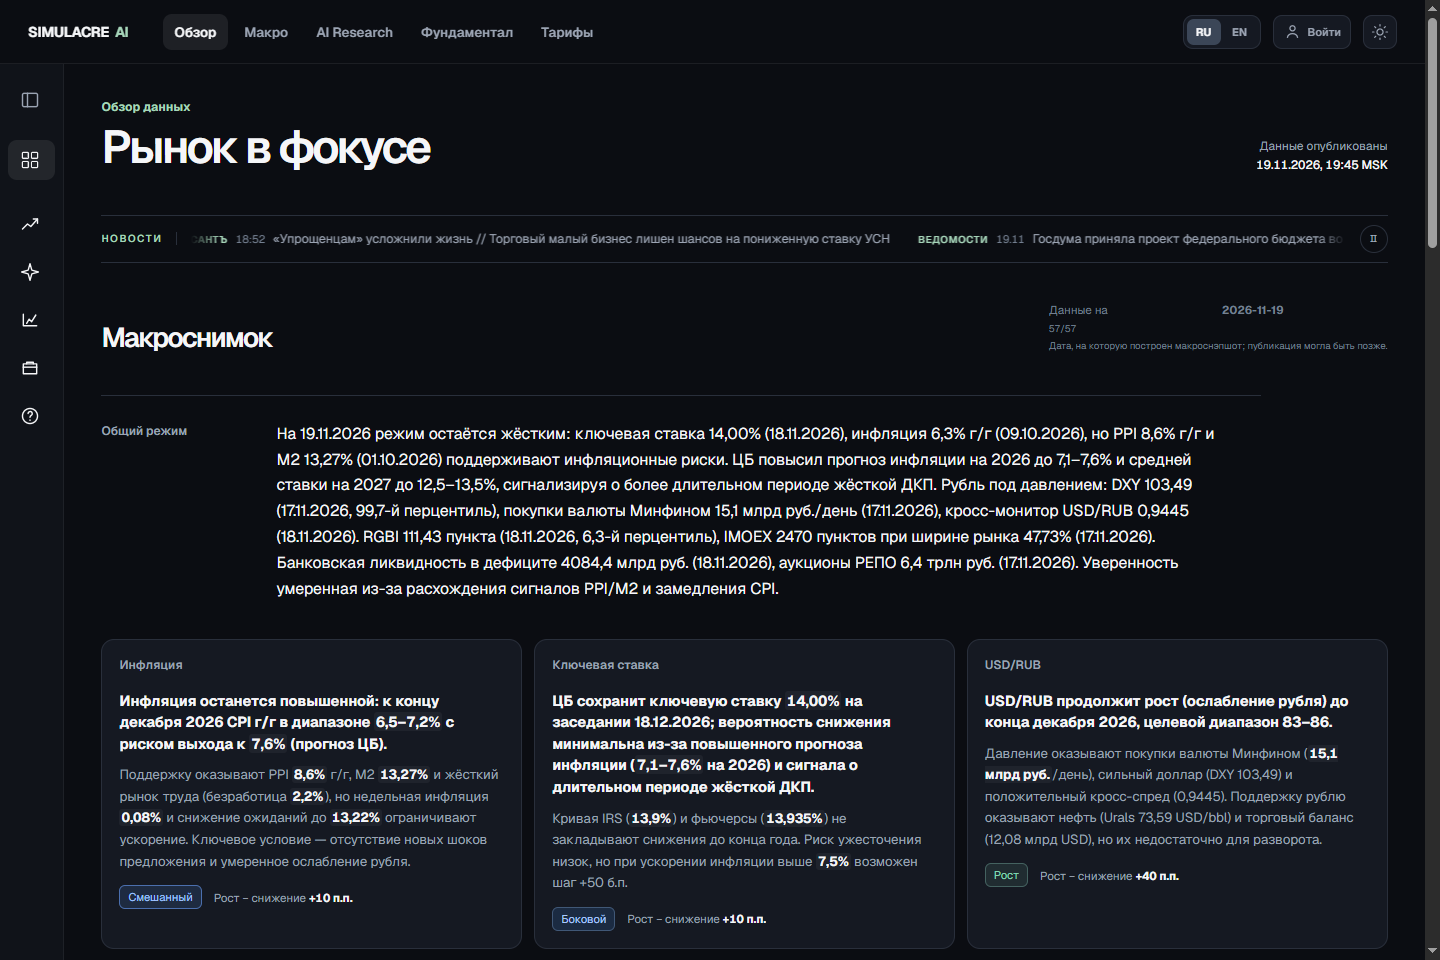 SIMULACRE AI
Обзор
Макро
AI Research
Фундаментал
Тарифы
RU
EN
Войти
Обзор данных
Рынок в фокусе
Данные опубликованы
19.11.2026, 19:45 MSK
НОВОСТИ
18:52 «Упрощенцам» усложнили жизнь // Торговый малый бизнес лишен шансов на пониженную ставку УСН
ВЕДОМОСТИ 19.11 Госдума приняла проект федерального бюджета
Макроснимок
Данные на 2026-11-19
57/57
Дата, на которую построен макроснэпшот; публикация могла быть позже.
Общий режим
На 19.11.2026 режим остаётся жёстким: ключевая ставка 14,00% (18.11.2026), инфляция 6,3% г/г (09.10.2026), но PPI 8,6% г/г и
M2 13,27% (01.10.2026) поддерживают инфляционные риски. ЦБ повысил прогноз инфляции на 2026 до 7,1–7,6% и средней
ставки на 2027 до 12,5–13,5%, сигнализируя о более длительном периоде жёсткой ДКП. Рубль под давлением: DXY 103,49
(17.11.2026, 99,7-й перцентиль), покупки валюты Минфином 15,1 млрд руб./день (17.11.2026), кросс-монитор USD/RUB 0,9445
(18.11.2026). RGBI 111,43 пункта (18.11.2026, 6,3-й перцентиль), IMOEX 2470 пунктов при ширине рынка 47,73% (17.11.2026).
Банковская ликвидность в дефиците 4084,4 млрд руб. (18.11.2026), аукционы РЕПО 6,4 трлн руб. (17.11.2026). Уверенность
умеренная из-за расхождения сигналов PPI/M2 и замедления CPI.
Инфляция
Инфляция останется повышенной: к концу
декабря 2026 CPI г/г в диапазоне 6,5–7,2% с
риском выхода к 7,6% (прогноз ЦБ).
Поддержку оказывают PPI 8,6% г/г, M2 13,27% и жёсткий
рынок труда (безработица 2,2%), но недельная инфляция
0,08% и снижение ожиданий до 13,22% ограничивают
ускорение. Ключевое условие — отсутствие новых шоков
предложения и умеренное ослабление рубля.
Смешанный
Рост – снижение +10 п.п.
Ключевая ставка
ЦБ сохранит ключевую ставку 14,00% на
заседании 18.12.2026; вероятность снижения
минимальна из-за повышенного прогноза
инфляции (7,1–7,6% на 2026) и сигнала о
длительном периоде жёсткой ДКП.
Кривая IRS (13,9%) и фьючерсы (13,935%) не
закладывают снижения до конца года. Риск ужесточения
низок, но при ускорении инфляции выше 7,5% возможен
шаг +50 б.п.
Боковой
Рост – снижение +10 п.п.
USD/RUB
USD/RUB продолжит рост (ослабление рубля) до
конца декабря 2026, целевой диапазон 83–86.
Давление оказывают покупки валюты Минфином (15,1
млрд руб./день), сильный доллар (DXY 103,49) и
положительный кросс-спред (0,9445). Поддержку рублю
оказывают нефть (Urals 73,59 USD/bbl) и торговый баланс
(12,08 млрд USD), но их недостаточно для разворота.
Рост
Рост – снижение +40 п.п.